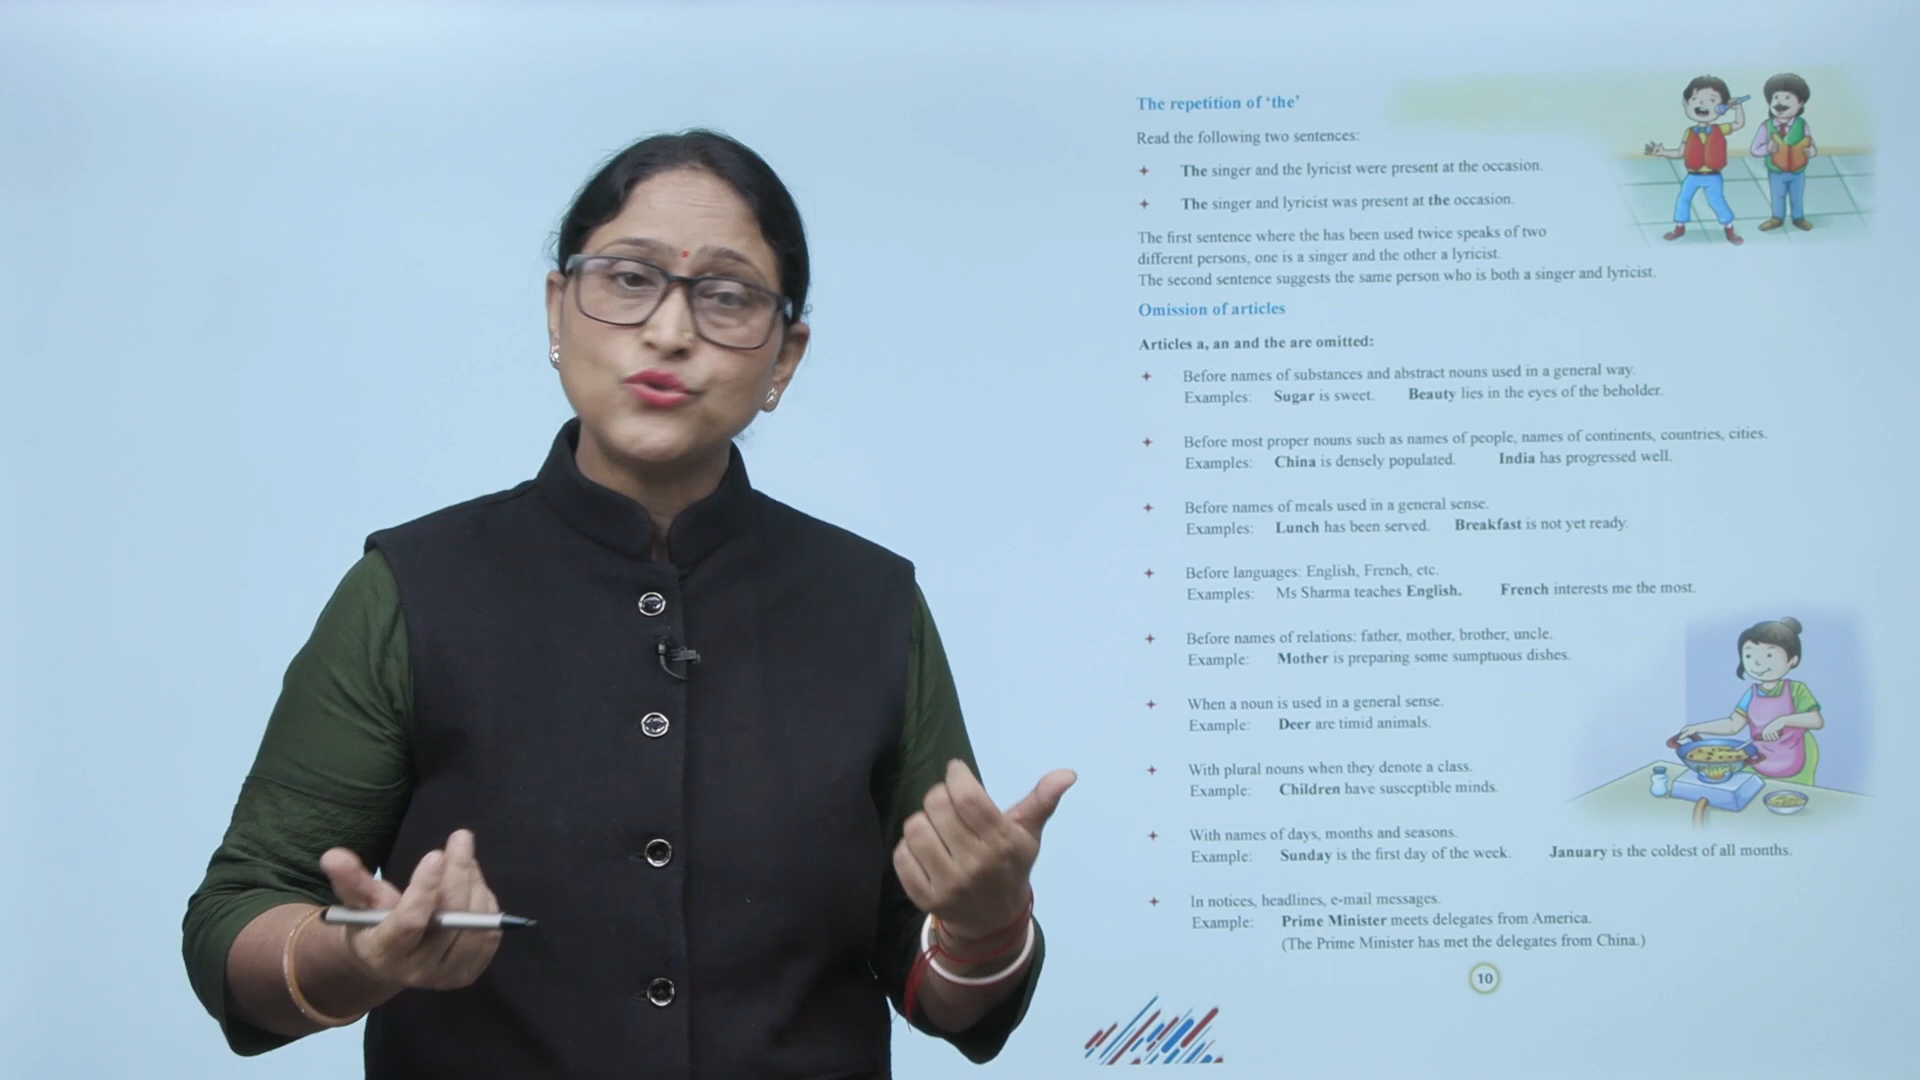 The repetition of ‘the’
Read the following two sentences:
The singer and the lyricist were present at the occasion.
The singer and lyricist was present at the occasion.
The first sentence where the has been used twice speaks of two
different persons, one is a singer and the other a lyricist.
The second sentence suggests the same person who is both a singer and lyricist.
Omission of articles
Articles a, an and the are omitted:
Before names of substances and abstract nouns used in a general way.
Examples: Sugar is sweet. Beauty lies in the eyes of the beholder.
Before most proper nouns such as names of people, names of continents, countries, cities.
Examples: China is densely populated. India has progressed well.
Before names of meals used in a general sense.
Examples: Lunch has been served. Breakfast is not yet ready.
Before languages: English, French, etc.
Examples: Ms Sharma teaches English. French interests me the most.
Before names of relations: father, mother, brother, uncle.
Example: Mother is preparing some sumptuous dishes.
When a noun is used in a general sense.
Example: Deer are timid animals.
With plural nouns when they denote a class.
Example: Children have susceptible minds.
With names of days, months and seasons.
Example: Sunday is the first day of the week. January is the coldest of all months.
In notices, headlines, e-mail messages.
Example: Prime Minister meets delegates from America.
(The Prime Minister has met the delegates from China.)
10